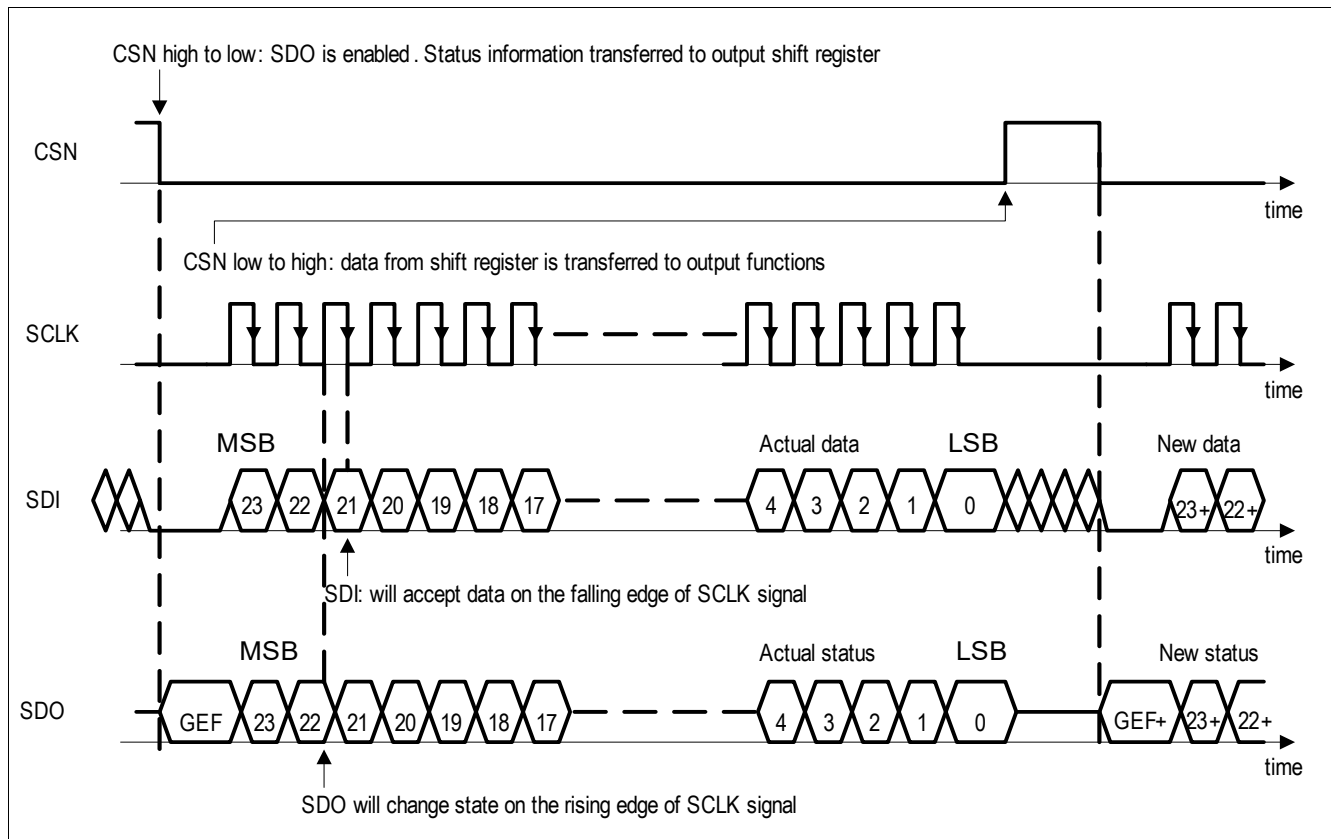 CSN high to low: SDO is enabled. Status information transferred to output shift register
CSN
time
CSN low to high: data from shift register is transferred to output functions
SCLK
time
MSB Actual data LSB New data
SDI 23 22 21 20 19 18 17 4 3 2 1 0 23+ 22+
time
SDI: will accept data on the falling edge of SCLK signal
MSB Actual status LSB New status
SDO GEF 23 22 21 20 19 18 17 4 3 2 1 0 GEF+ 23+ 22+
time
SDO will change state on the rising edge of SCLK signal